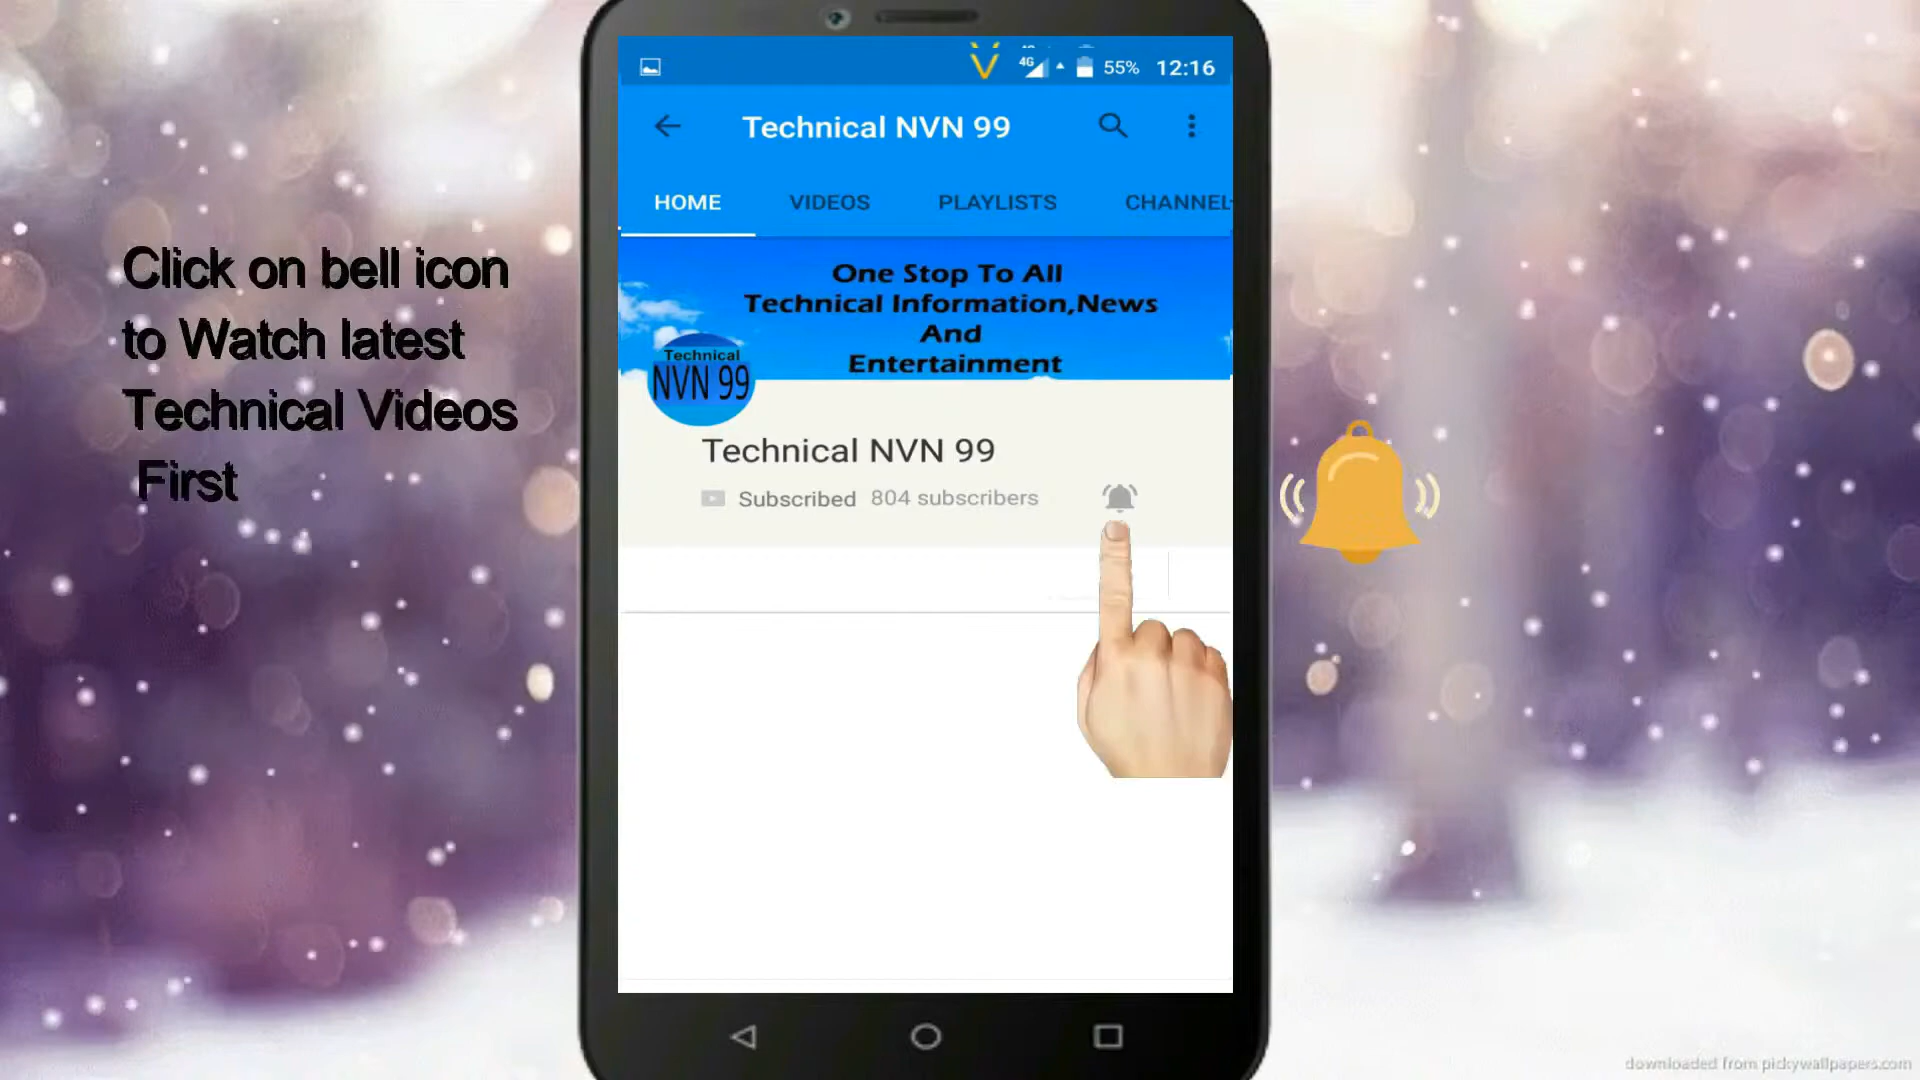 Click on bell icon
to Watch latest
Technical Videos
First
4G 55% 12:16
Technical NVN 99
HOME VIDEOS PLAYLISTS CHANNEL
One Stop To All
Technical Information,News
And
Entertainment
Technical
NVN 99
Technical NVN 99
Subscribed 804 subscribers
downloaded from pickywallpapers.com